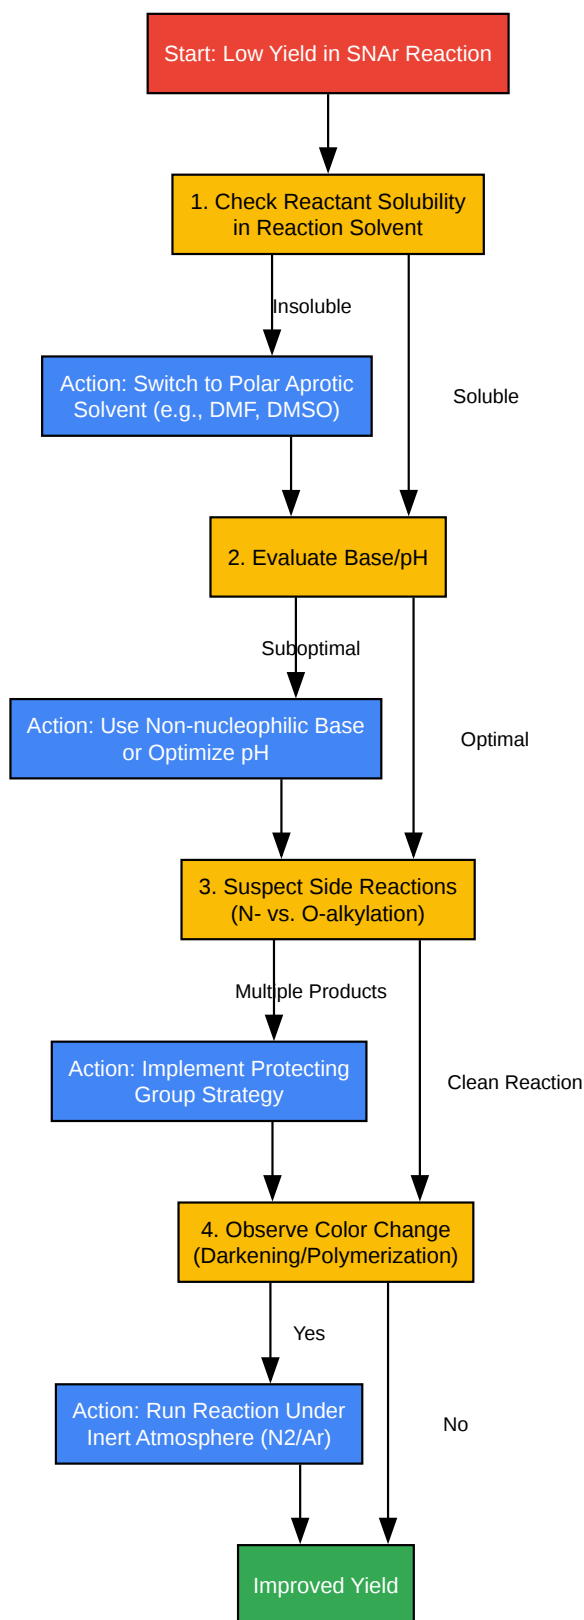 Start: Low Yield in SNAr Reaction
1. Check Reactant Solubility
in Reaction Solvent
Insoluble
Action: Switch to Polar Aprotic
Solvent (e.g., DMF, DMSO)
Soluble
2. Evaluate Base/pH
Suboptimal
Action: Use Non-nucleophilic Base
or Optimize pH
Optimal
3. Suspect Side Reactions
(N- vs. O-alkylation)
Multiple Products
Action: Implement Protecting
Group Strategy
Clean Reaction
4. Observe Color Change
(Darkening/Polymerization)
Yes
Action: Run Reaction Under
Inert Atmosphere (N2/Ar)
No
Improved Yield